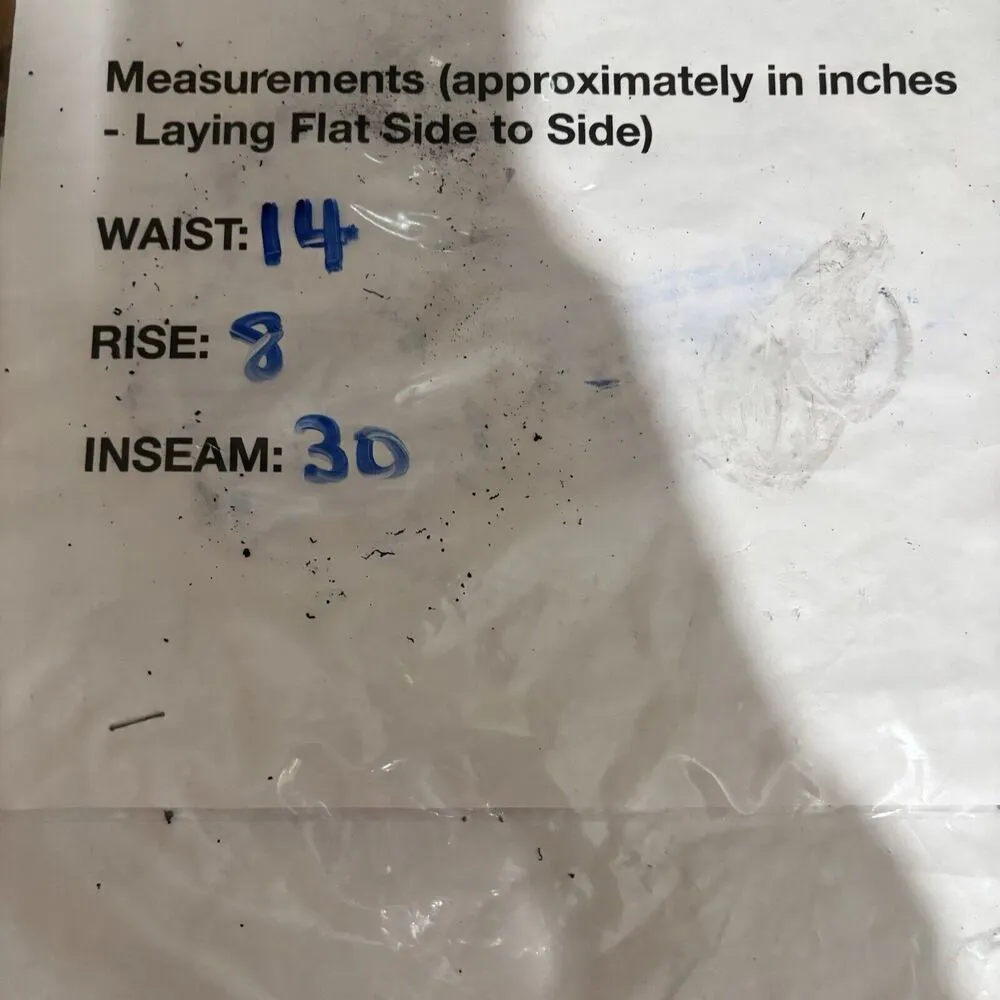 Measurements (approximately in inches
- Laying Flat Side to Side)
WAIST: 14
RISE: 8
INSEAM: 30